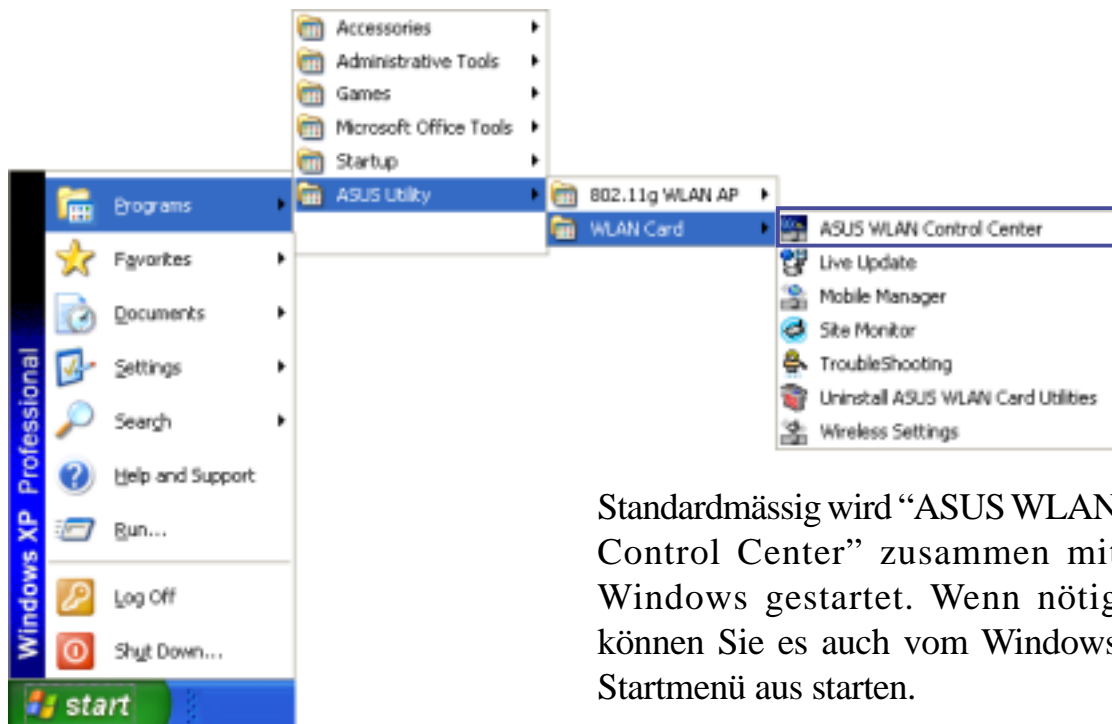 Accessories
Administrative Tools
Games
Microsoft Office Tools
Startup
ASUS Utility
802.11g WLAN AP
WLAN Card
ASUS WLAN Control Center
Live Update
Mobile Manager
Site Monitor
TroubleShooting
Uninstall ASUS WLAN Card Utilities
Wireless Settings
Windows XP Professional
Programs
Favorites
Documents
Settings
Search
Help and Support
Run...
Log Off
Shut Down...
start
Standardmässig wird “ASUS WLAN
Control Center” zusammen mit
Windows gestartet. Wenn nötig
können Sie es auch vom Windows
Startmenü aus starten.